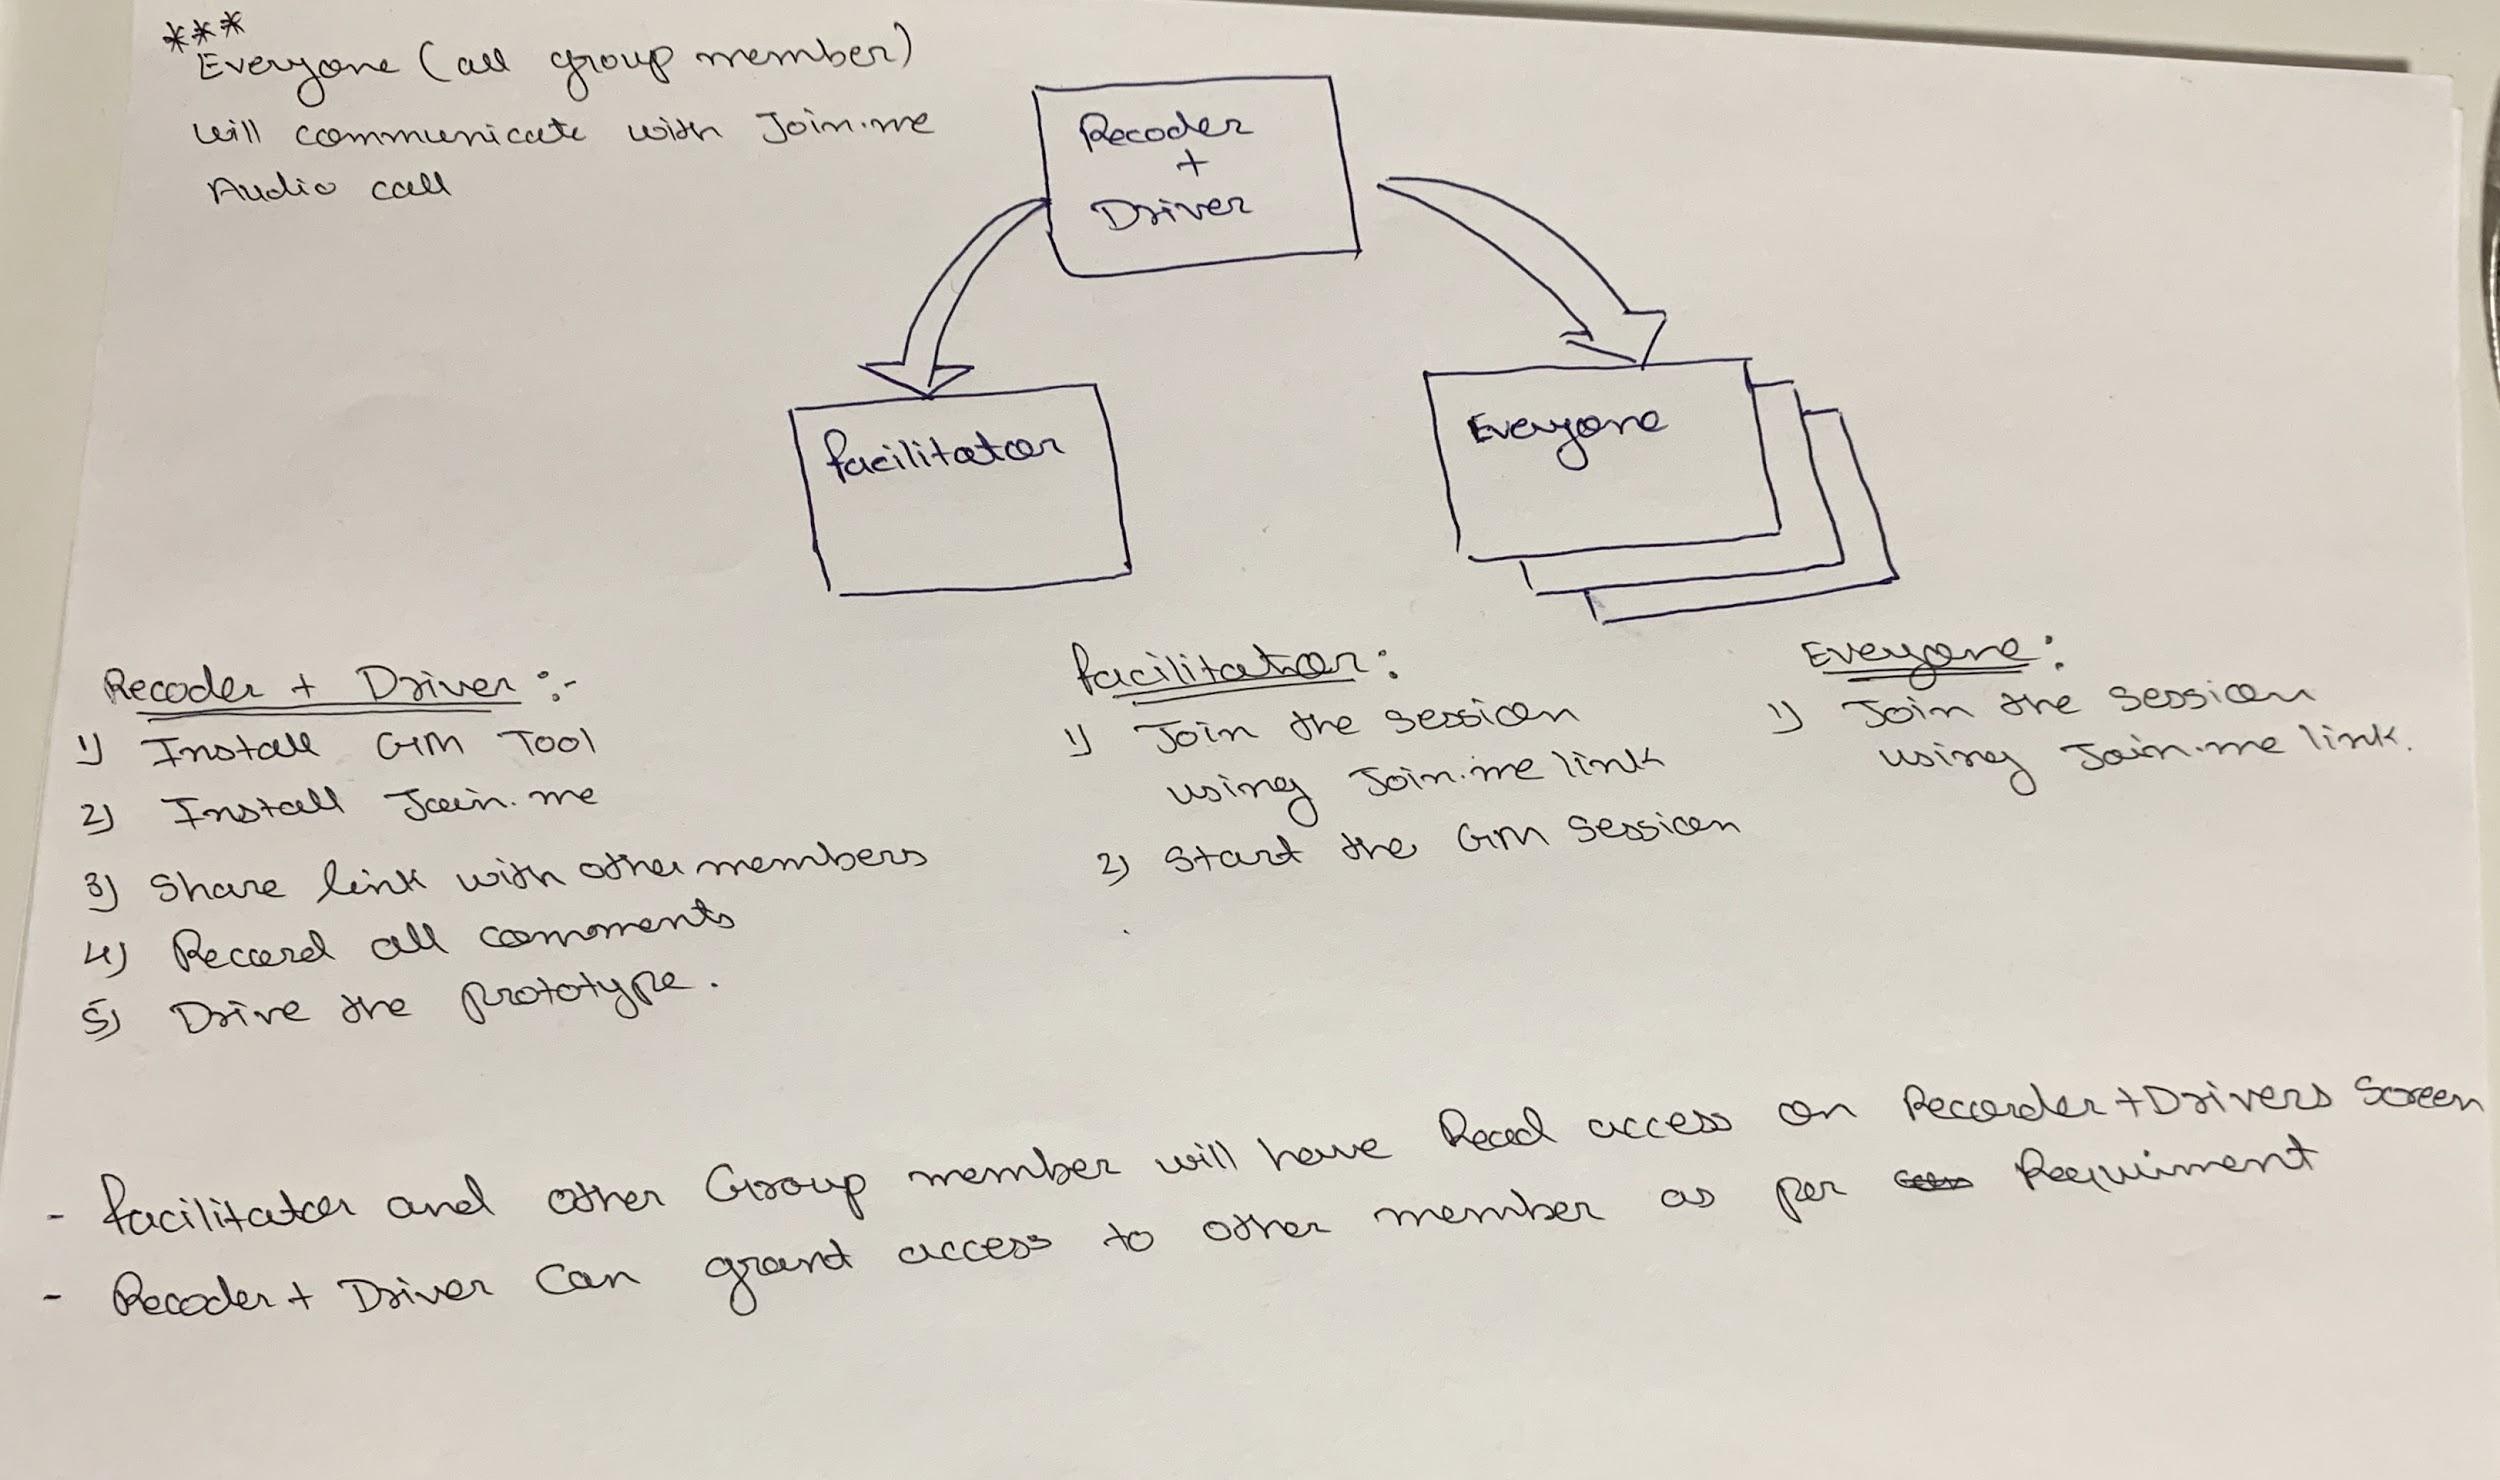 ***
Everyone (all group member)
will communicate with Join.me
Audio call
Recoder
+
Driver
facilitator
Everyone
Recoder + Driver :-
1) Install GM Tool
2) Install Join.me
3) Share link with other members
4) Record all comments
5) Drive the prototype.
facilitator:
1) Join the session
using Join.me link
2) Start the GM session
Everyone:
1) Join the session
using Join.me link.
- facilitator and other Group member will have Read access on Recorder+Drivers Screen
- Recoder + Driver Can grant access to other member as per Requirment